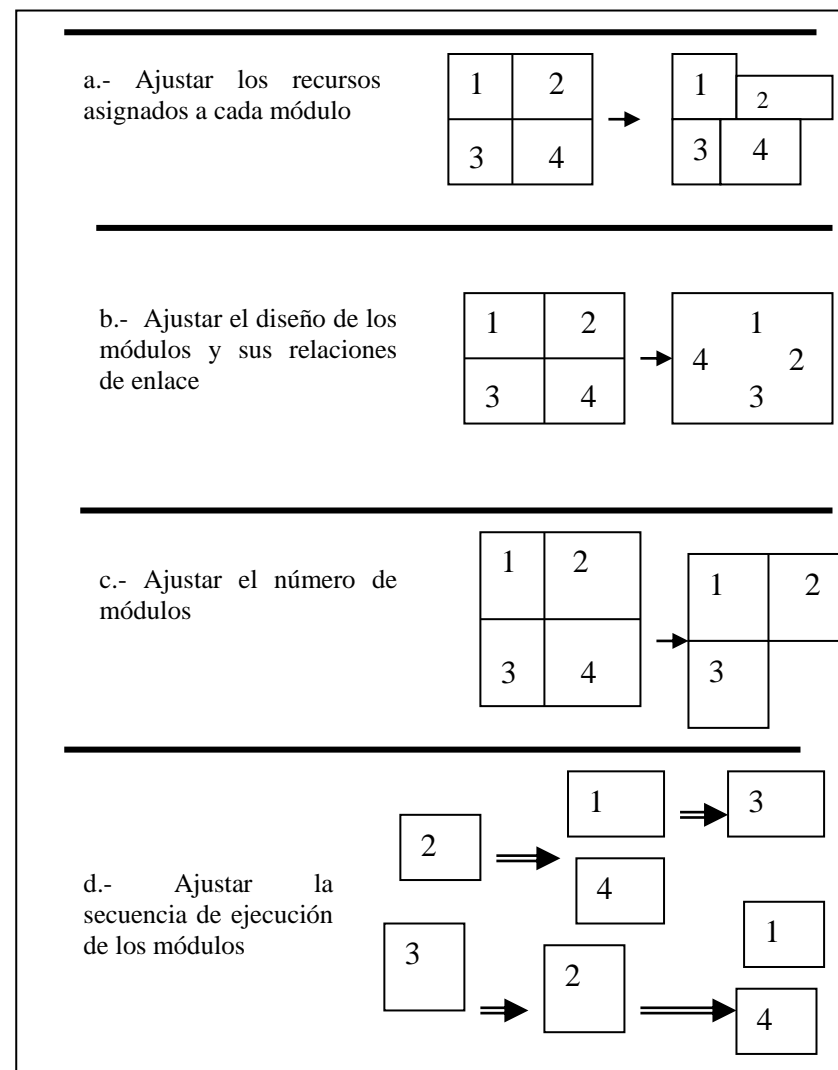 a.- Ajustar los recursos
asignados a cada módulo
1 2
3 4
1
2
3 4
b.- Ajustar el diseño de los
módulos y sus relaciones
de enlace
1 2
3 4
1
4 2
3
c.- Ajustar el número de
módulos
1 2
3 4
1 2
3
d.- Ajustar la
secuencia de ejecución
de los módulos
1 3
2
4
3 2 1
4